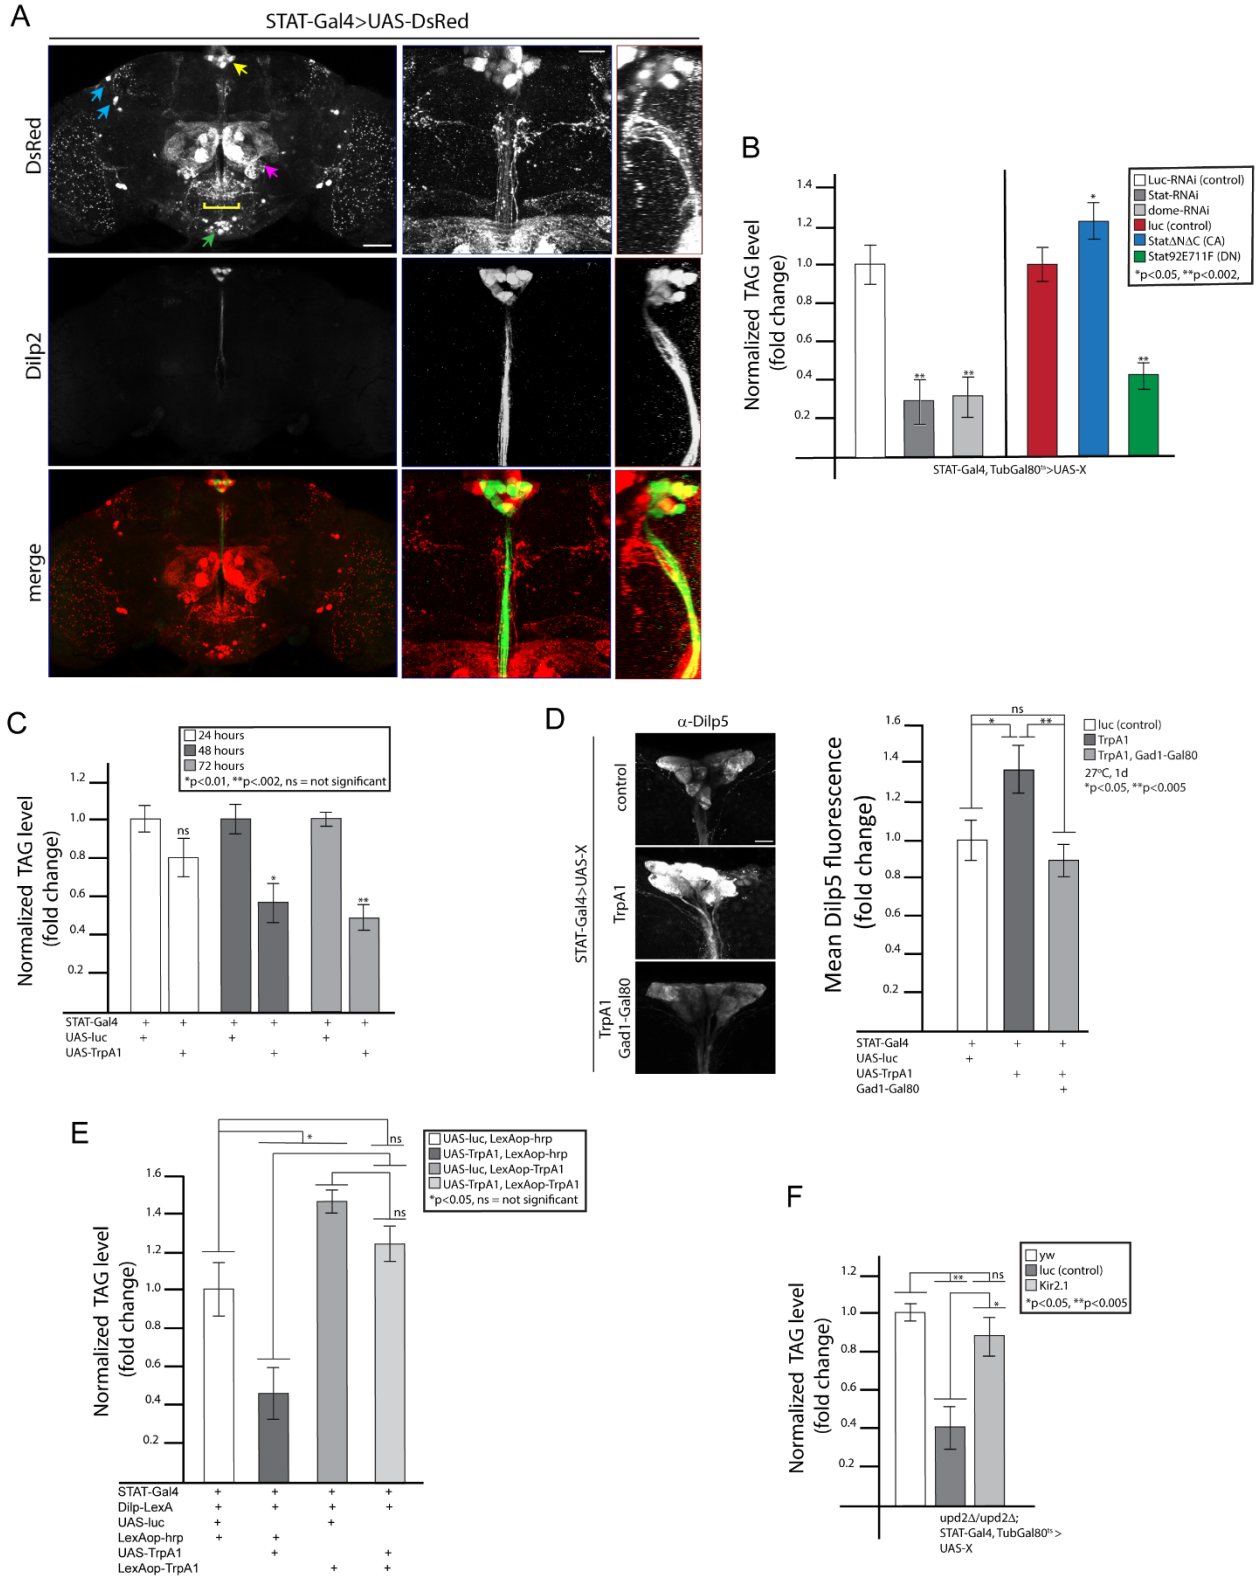 A
STAT-Gal4>UAS-DsRed
DsRed
Dilp2
merge
B
Normalized TAG level
(fold change)
1.4
1.2
1.0
0.8
0.6
0.4
0.2
*
**
**
**
Luc-RNAi (control)
Stat-RNAi
dome-RNAi
luc (control)
StatΔNΔC (CA)
Stat92E711F (DN)
*p<0.05, **p<0.002,
STAT-Gal4, TubGal80ts>UAS-X
C
24 hours
48 hours
72 hours
*p<0.01, **p<.002, ns = not significant
Normalized TAG level
(fold change)
1.2
1.0
0.8
0.6
0.4
0.2
ns
*
**
STAT-Gal4 + + + + + +
UAS-luc + + +
UAS-TrpA1 + + +
D
α-Dilp5
STAT-Gal4>UAS-X
control
TrpA1
TrpA1
Gad1-Gal80
Mean Dilp5 fluorescence
(fold change)
1.6
1.4
1.2
1.0
0.8
0.6
0.4
0.2
ns
*
**
luc (control)
TrpA1
TrpA1, Gad1-Gal80
27ºC, 1d
*p<0.05, **p<0.005
STAT-Gal4 + + +
UAS-luc +
UAS-TrpA1 + +
Gad1-Gal80 +
E
Normalized TAG level
(fold change)
1.6
1.4
1.2
1.0
0.8
0.6
0.4
0.2
*
ns
ns
UAS-luc, LexAop-hrp
UAS-TrpA1, LexAop-hrp
UAS-luc, LexAop-TrpA1
UAS-TrpA1, LexAop-TrpA1
*p<0.05, ns = not significant
STAT-Gal4 + + + +
Dilp-LexA + + + +
UAS-luc + +
LexAop-hrp + +
UAS-TrpA1 + +
LexAop-TrpA1 + +
F
Normalized TAG level
(fold change)
1.2
1.0
0.8
0.6
0.4
0.2
**
ns
*
yw
luc (control)
Kir2.1
*p<0.05, **p<0.005
upd2Δ/upd2Δ;
STAT-Gal4, TubGal80ts>
UAS-X